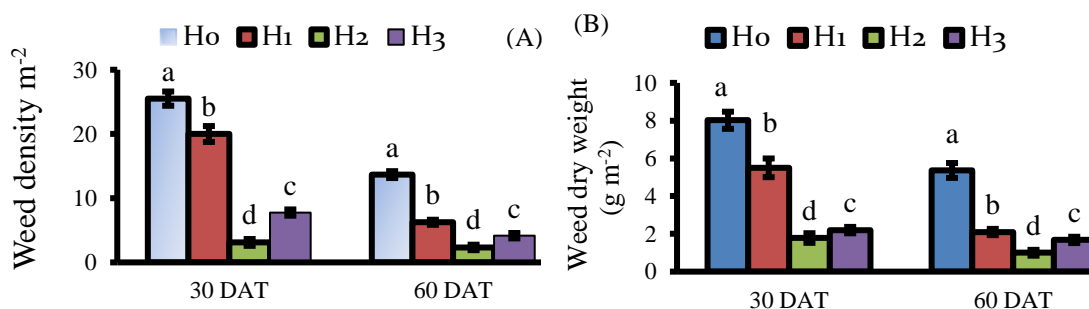 H0 H1 H2 H3 (A)
Weed density m-2
30
20
10
0
a
b
d
c
a
b
d
c
30 DAT 60 DAT
(B) H0 H1 H2 H3
Weed dry weight
(g m-2)
10
8
6
4
2
0
a
b
d
c
a
b
d
c
30 DAT 60 DAT